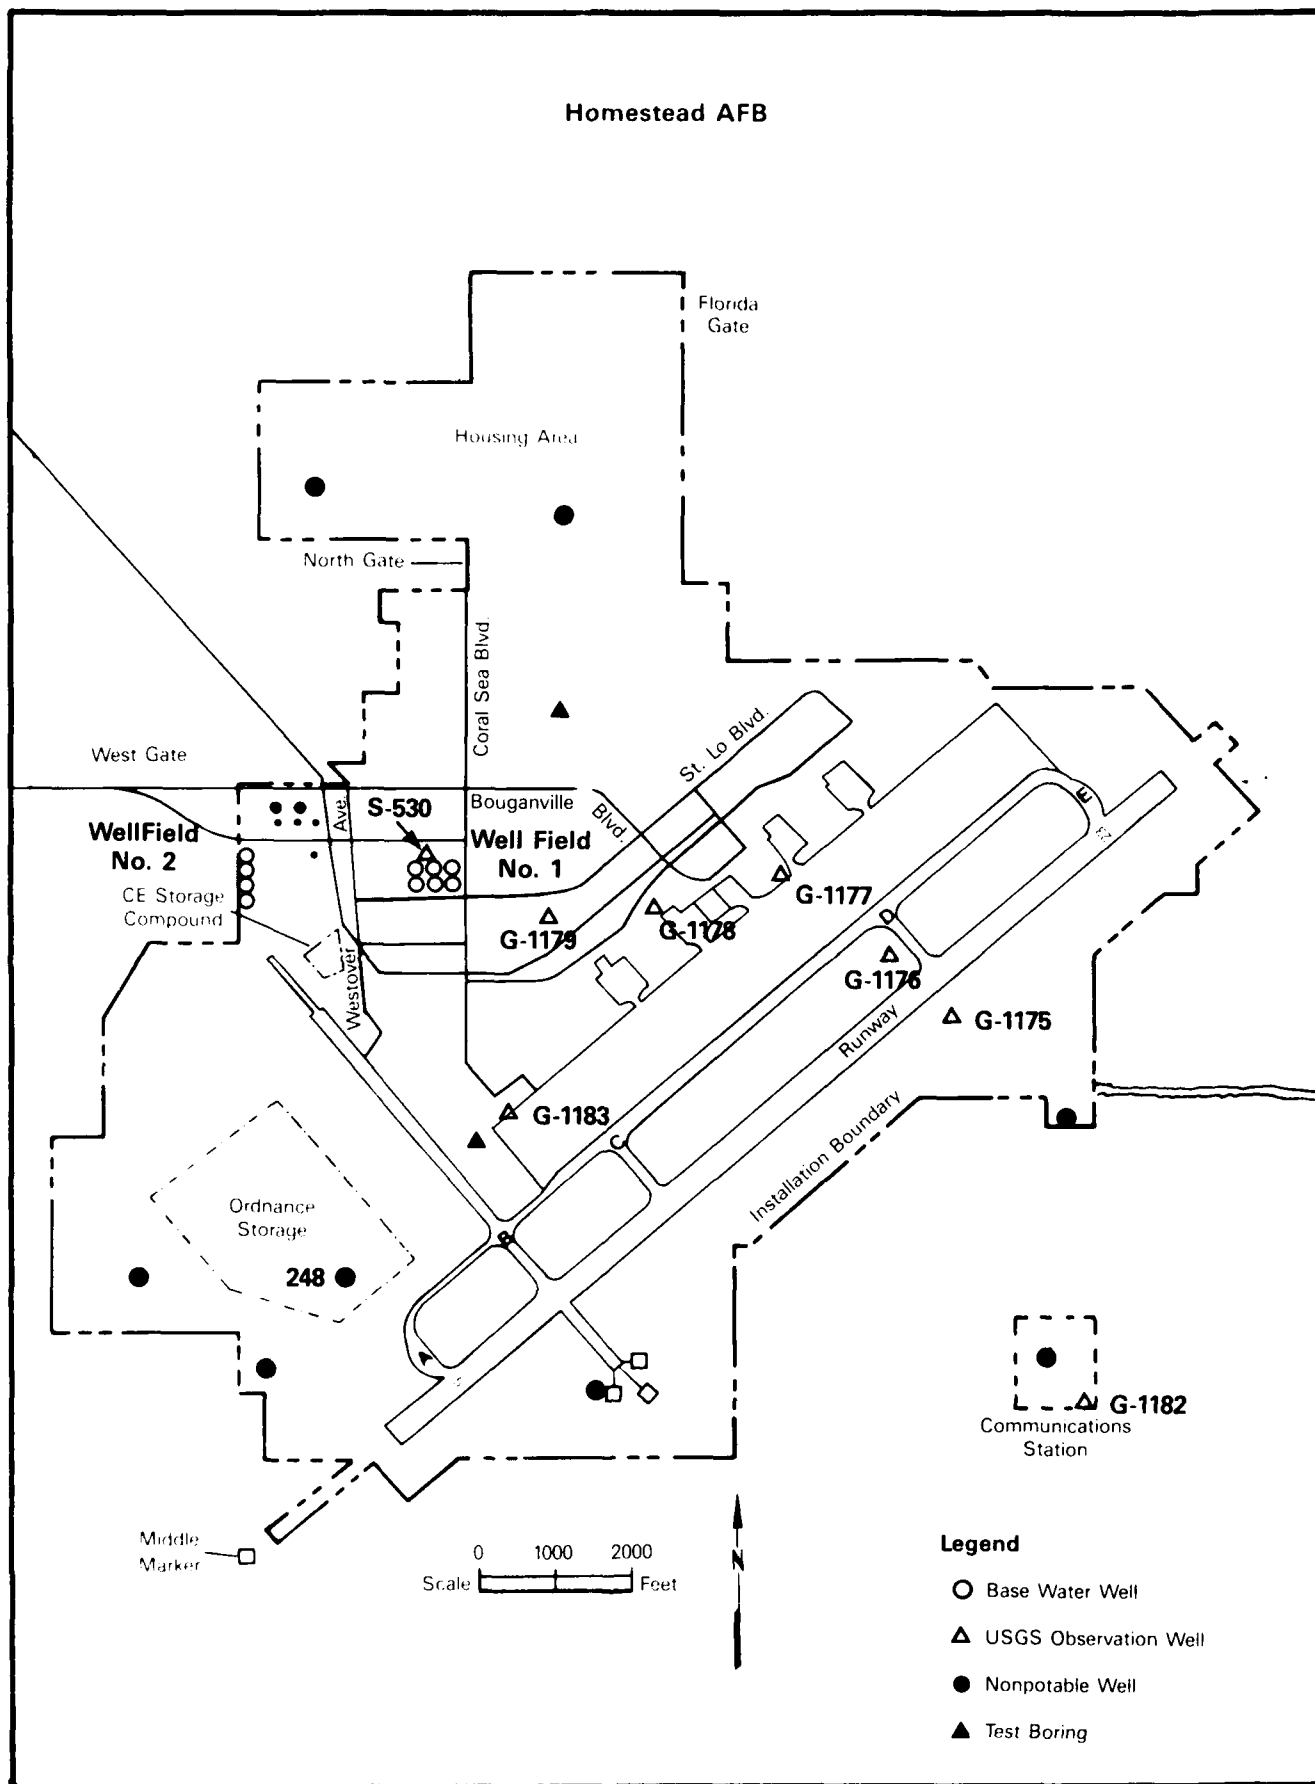 Homestead AFB
Florida
Gate
Housing Area
North Gate
Coral Sea Blvd.
St. Lo Blvd.
West Gate
Bouganville
Blvd.
Ave.
S-530
WellField
No. 2
Well Field
No. 1
CE Storage
Compound
Westover
G-1177
G-1178
G-1179
G-1176
G-1175
E
23
D
Runway
G-1183
C
Installation Boundary
Ordnance
Storage
B
248
A
G-1182
Communications
Station
Middle
Marker
0 1000 2000
Scale Feet
N
Legend
Base Water Well
USGS Observation Well
Nonpotable Well
Test Boring